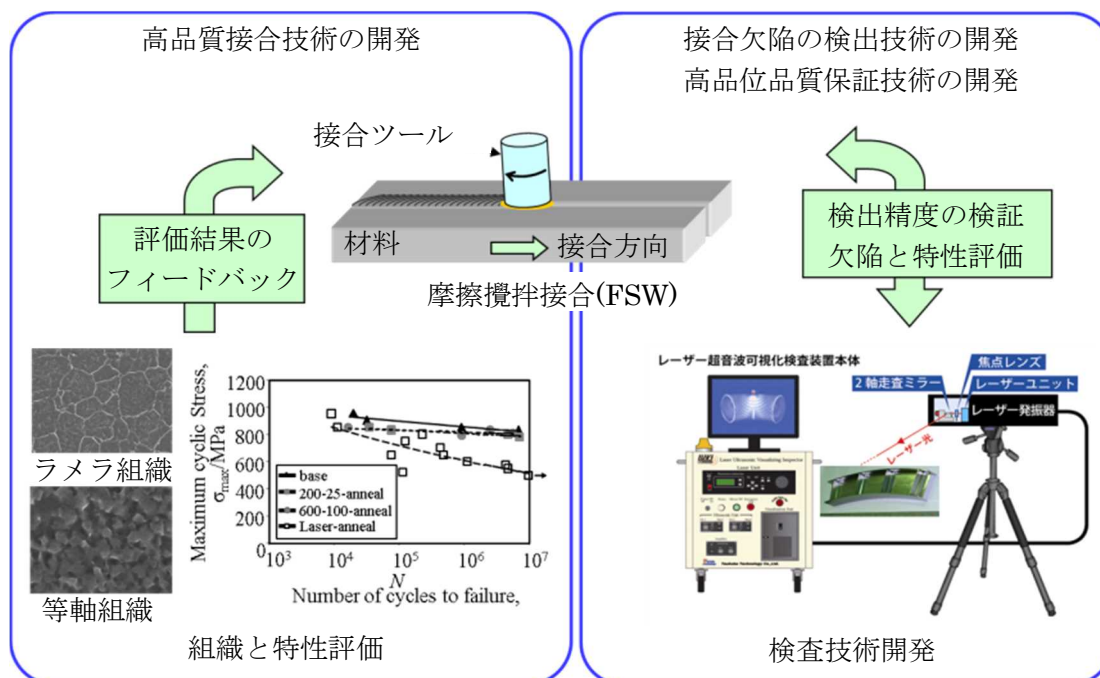 高品質接合技術の開発
接合欠陥の検出技術の開発
高品位品質保証技術の開発
接合ツール
材料
接合方向
摩擦攪拌接合(FSW)
評価結果の
フィードバック
検出精度の検証
欠陥と特性評価
ラメラ組織
等軸組織
Maximum cyclic Stress,
σmax/MPa
1200
1000
800
600
400
200
0
base
200-25-anneal
600-100-anneal
Laser-anneal
10³
10⁴
10⁵
10⁶
10⁷
N
Number of cycles to failure,
組織と特性評価
レーザー超音波可視化検査装置本体
焦点レンズ
2軸走査ミラー
レーザーユニット
レーザー発振器
レーザー光
Laser Ultrasonic Visualizing Inspector
検査技術開発